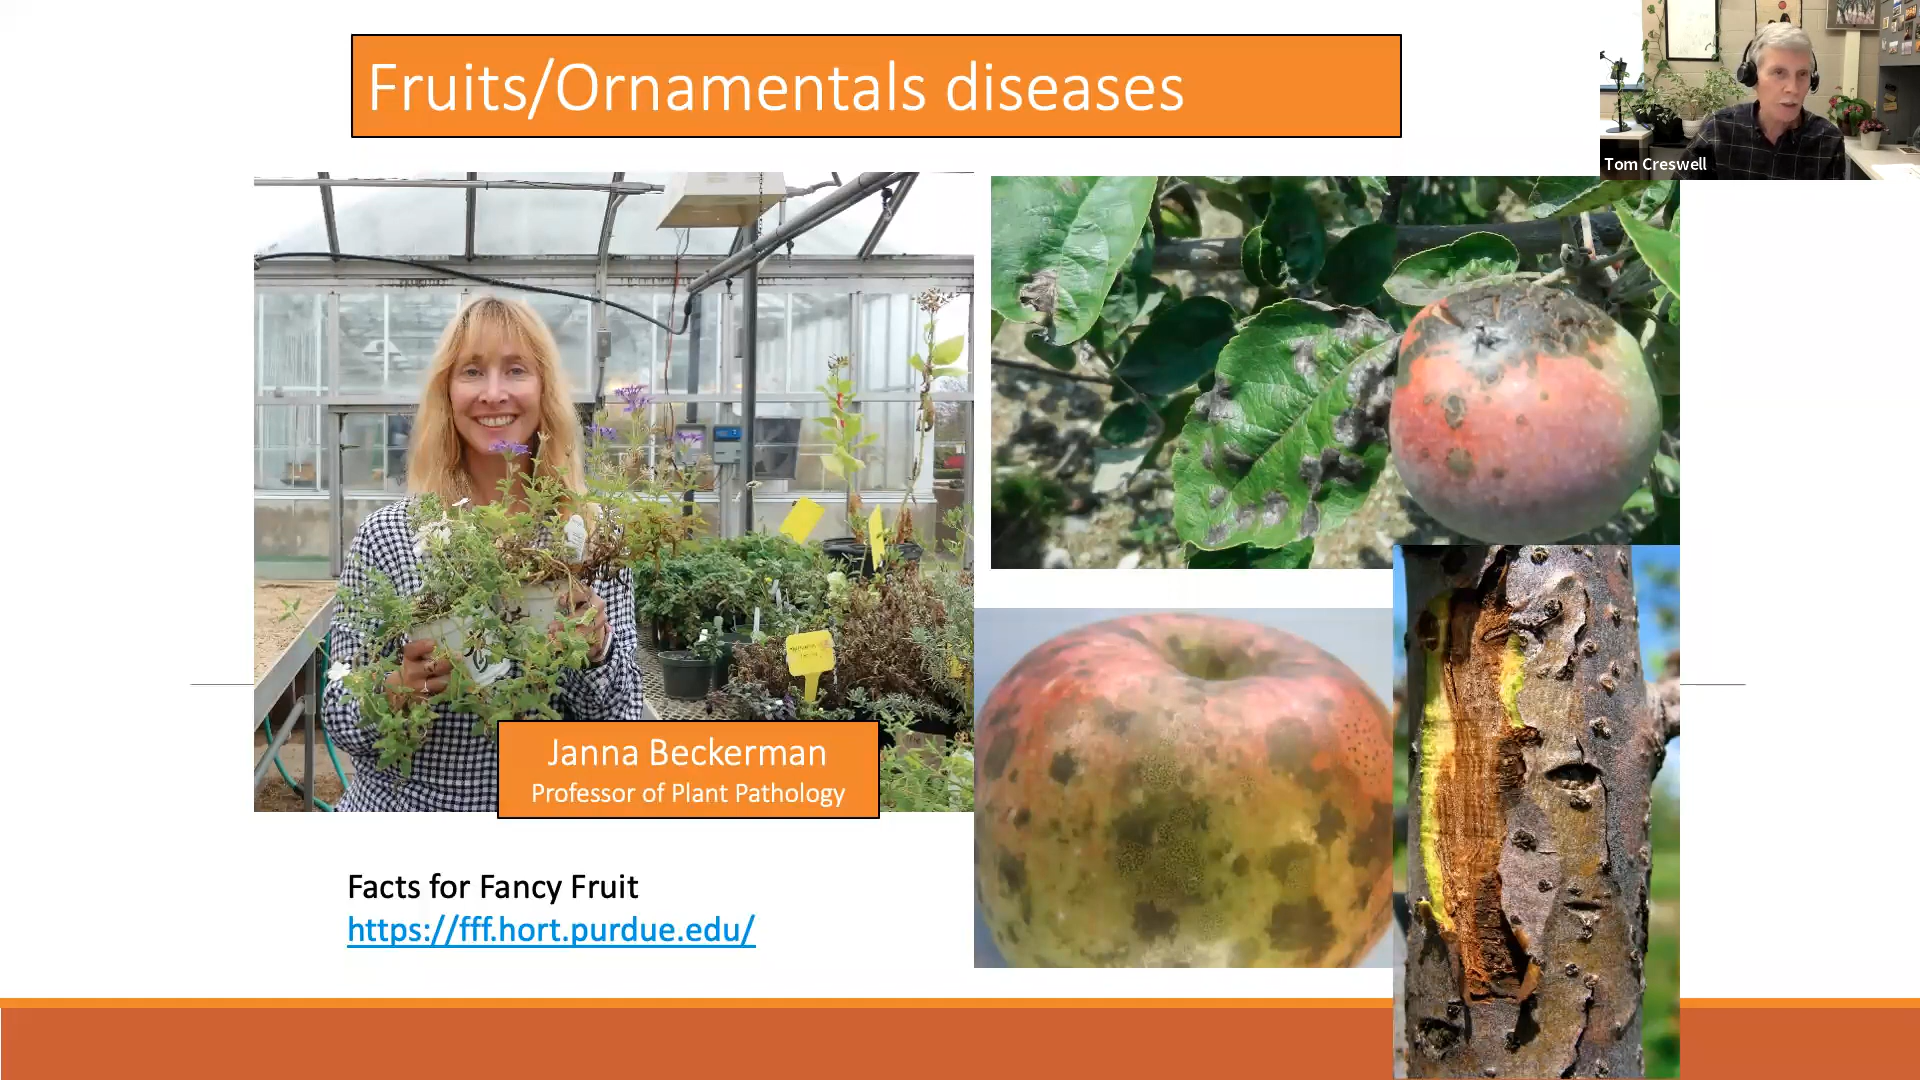 Fruits/Ornamentals diseases
Tom Creswell
Janna Beckerman
Professor of Plant Pathology
Facts for Fancy Fruit
https://fff.hort.purdue.edu/